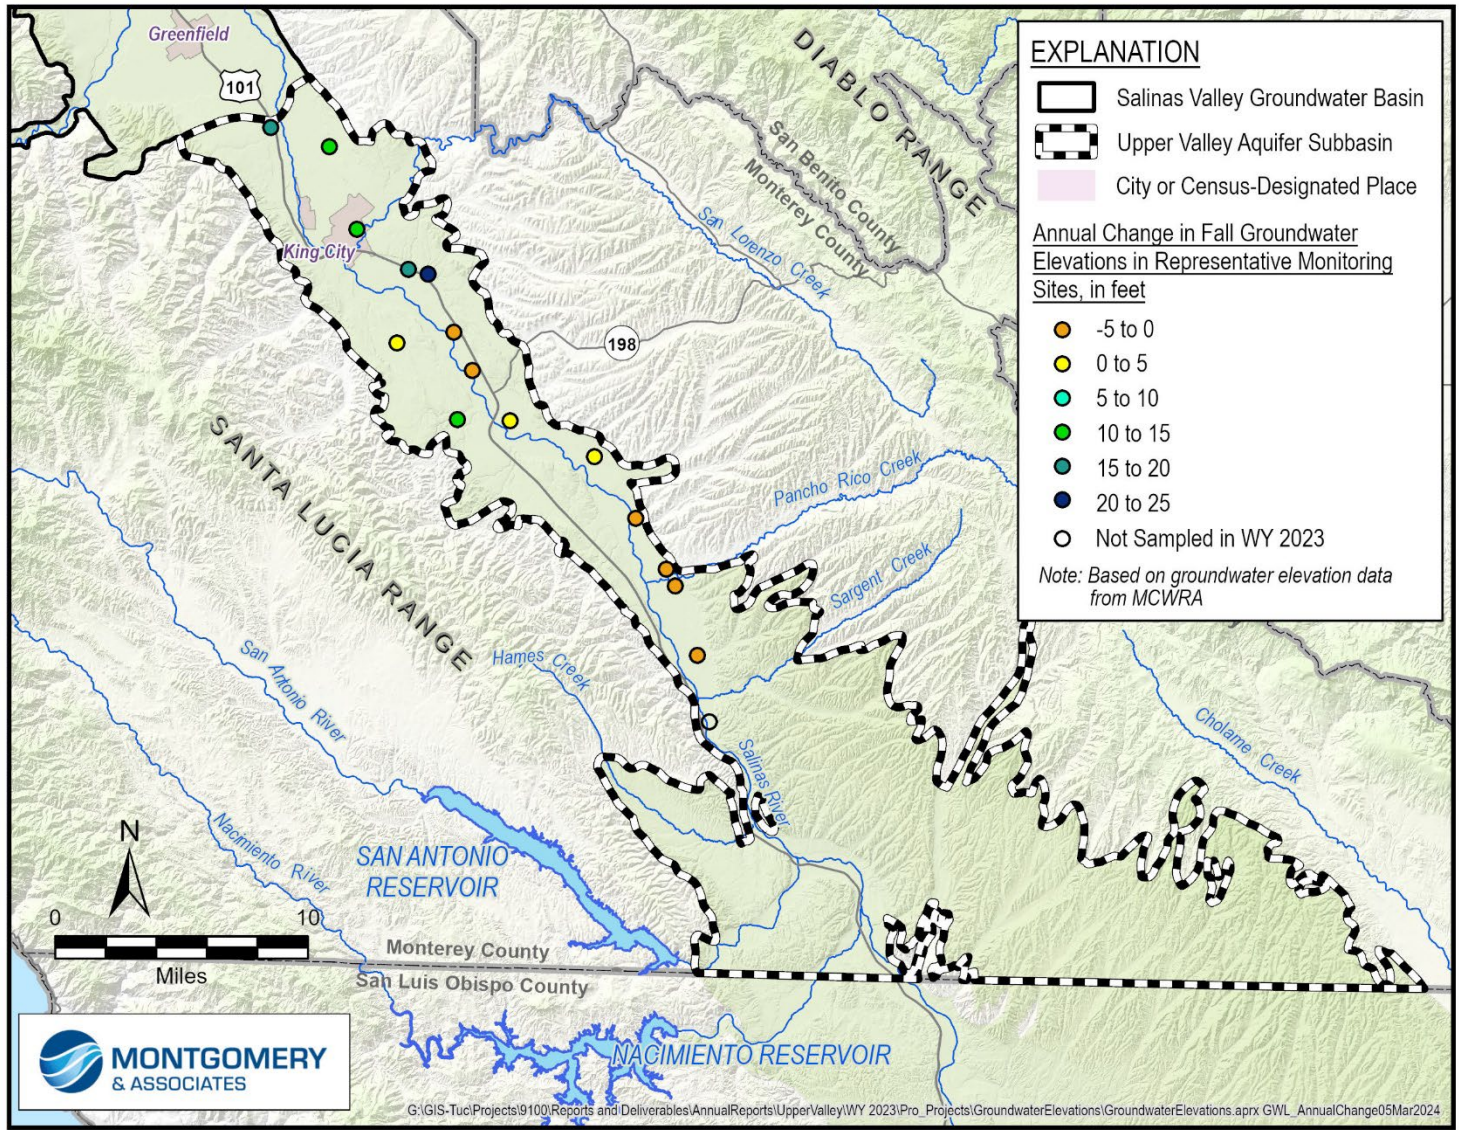 Greenfield
101
DIABLO RANGE
San Benito County
Monterey County
San Lorenzo Creek
King City
198
SANTA LUCIA RANGE
Pancho Rico Creek
Sargent Creek
Hames Creek
San Antonio River
Salinas River
Cholame Creek
Nacimiento River
SAN ANTONIO
RESERVOIR
Monterey County
San Luis Obispo County
NACIMIENTO RESERVOIR
N
0 10
Miles
MONTGOMERY
& ASSOCIATES
EXPLANATION
Salinas Valley Groundwater Basin
Upper Valley Aquifer Subbasin
City or Census-Designated Place
Annual Change in Fall Groundwater
Elevations in Representative Monitoring
Sites, in feet
-5 to 0
0 to 5
5 to 10
10 to 15
15 to 20
20 to 25
Not Sampled in WY 2023
Note: Based on groundwater elevation data
from MCWRA
G:\GIS-Tuc\Projects\9100\Reports and Deliverables\AnnualReports\UpperValley\WY 2023\Pro_Projects\GroundwaterElevations\GroundwaterElevations.aprx GWL_AnnualChange05Mar2024